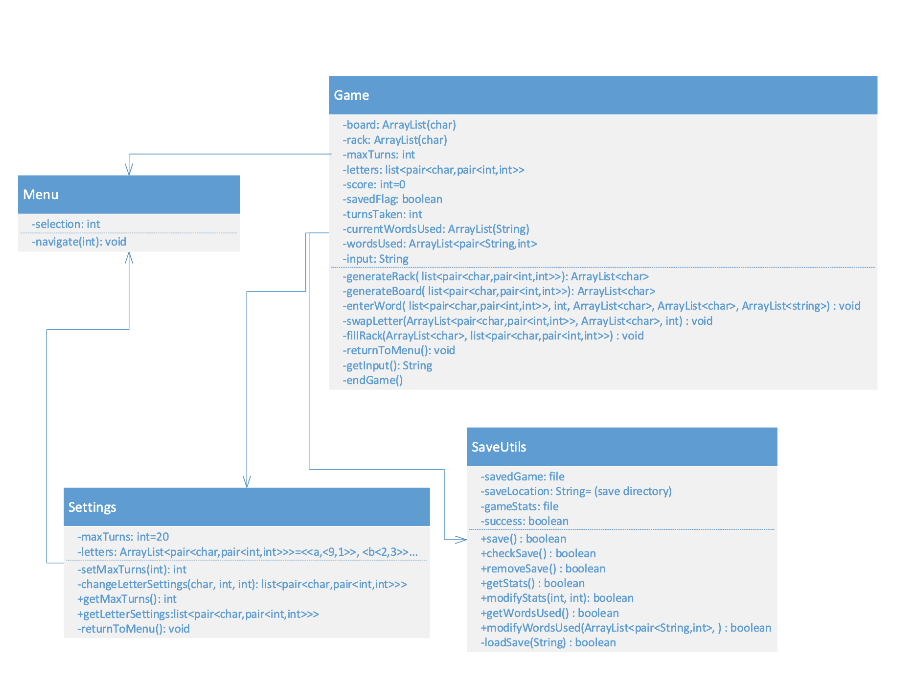 Game
-board: ArrayList(char)
-rack: ArrayList(char)
-maxTurns: int
-letters: list<pair<char,pair<int,int>>
-score: int=0
-savedFlag: boolean
-turnsTaken: int
-currentWordsUsed: ArrayList(String)
-wordsUsed: ArrayList<pair<String,int>
-input: String
-generateRack( list<pair<char,pair<int,int>>): ArrayList<char>
-generateBoard( list<pair<char,pair<int,int>>): ArrayList<char>
-enterWord( list<pair<char,pair<int,int>>, int, ArrayList<char>, ArrayList<char>, ArrayList<string>) : void
-swapLetter(ArrayList<pair<char,pair<int,int>>, ArrayList<char>, int) : void
-fillRack(ArrayList<char>, list<pair<char,pair<int,int>>) : void
-returnToMenu(): void
-getInput(): String
-endGame()
Menu
-selection: int
-navigate(int): void
Settings
-maxTurns: int=20
-letters: ArrayList<pair<char,pair<int,int>>>=<<a,<9,1>>, <b<2,3>>...
-setMaxTurns(int): int
-changeLetterSettings(char, int, int): list<pair<char,pair<int,int>>>
+getMaxTurns(): int
+getLetterSettings:list<pair<char,pair<int,int>>>
-returnToMenu(): void
SaveUtils
-savedGame: file
-saveLocation: String= (save directory)
-gameStats: file
-success: boolean
+save() : boolean
+checkSave() : boolean
+removeSave() : boolean
+getStats() : boolean
+modifyStats(int, int): boolean
+getWordsUsed() : boolean
+modifyWordsUsed(ArrayList<pair<String,int>, ) : boolean
-loadSave(String) : boolean